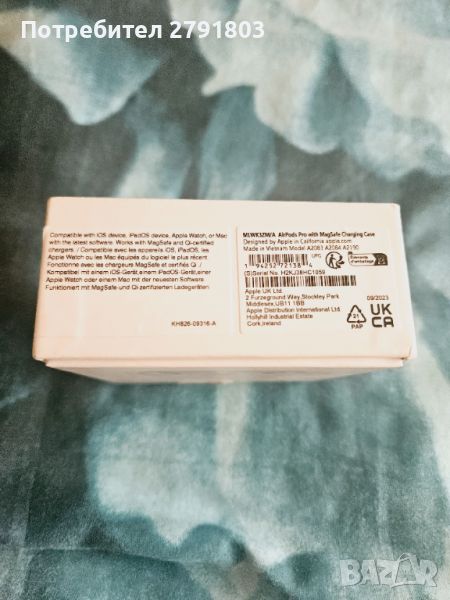 Потребител 2791803
Compatible with iOS device, iPadOS device, Apple Watch, or Mac
with the latest software. Works with MagSafe and Qi-certified
chargers. / Compatible avec les appareils iOS, iPadOS, les
Apple Watch ou les Mac équipés du logiciel le plus récent
Fonctionne avec les chargeurs MagSafe et certifiés Qi /
Kompatibel mit einem iOS-Gerät, einem iPadOS-Gerät, einer
Apple Watch oder einem Mac mit der neuesten Software
Funktioniert mit MagSafe und Qi-zertifizierten Ladegeräten
KH826-09316-A
MLWK3ZM/A AirPods Pro with MagSafe Charging Case
Designed by Apple in California apple.com
Made in Vietnam Model A2083 A2084 A2190
UPC
(S)Serial No.
Apple UK Ltd.
2 Furzeground Way, Stockley Park
Middlesex, UB11 1BB
Apple Distribution International Ltd
Hollyhill Industrial Estate
Cork, Ireland
09/2023
21
PAP
UK
CA
BAZAR.bg